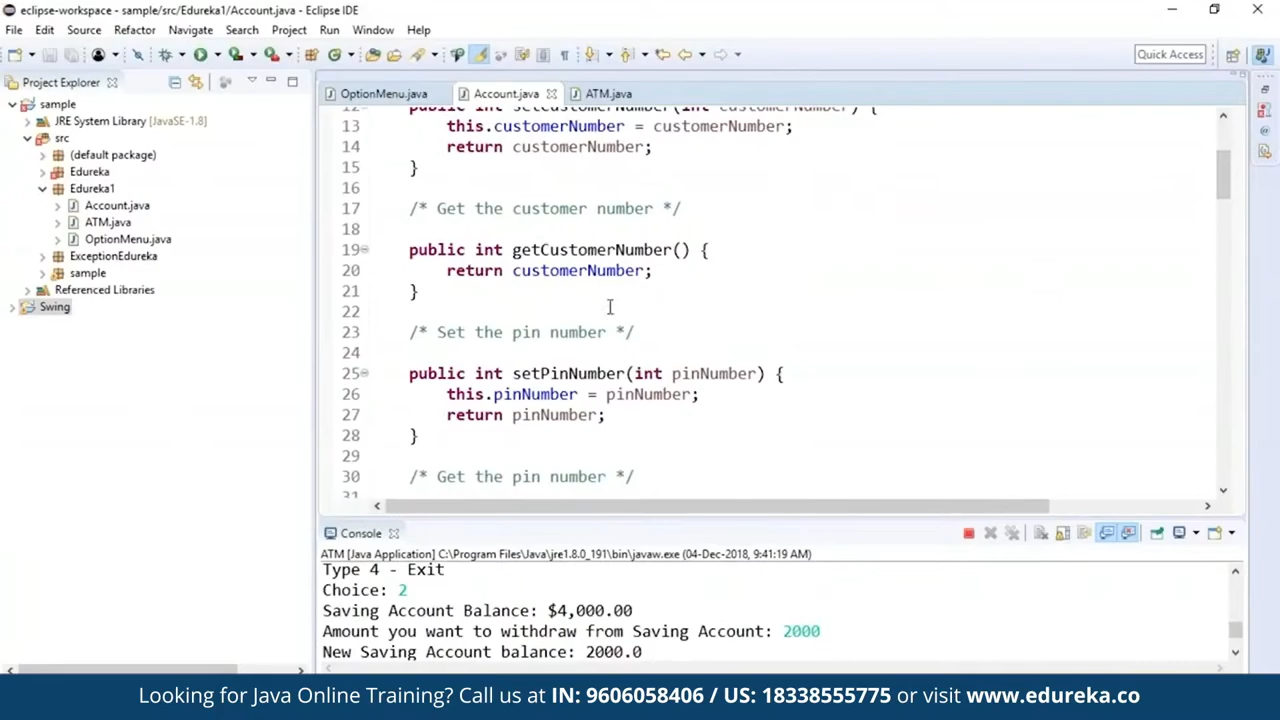 eclipse-workspace - sample/src/Edureka1/Account.java - Eclipse IDE
File Edit Source Refactor Navigate Search Project Run Window Help
Quick Access
Project Explorer
sample
JRE System Library [JavaSE-1.8]
src
(default package)
Edureka
Edureka1
Account.java
ATM.java
OptionMenu.java
ExceptionEdureka
sample
Referenced Libraries
Swing
OptionMenu.java Account.java ATM.java
12 public int setCustomerNumber(int customerNumber) {
13 this.customerNumber = customerNumber;
14 return customerNumber;
15 }
16
17 /* Get the customer number */
18
19 public int getCustomerNumber() {
20 return customerNumber;
21 }
22
23 /* Set the pin number */
24
25 public int setPinNumber(int pinNumber) {
26 this.pinNumber = pinNumber;
27 return pinNumber;
28 }
29
30 /* Get the pin number */
31
Console
ATM [Java Application] C:\Program Files\Java\jre1.8.0_191\bin\javaw.exe (04-Dec-2018, 9:41:19 AM)
Type 4 - Exit
Choice: 2
Saving Account Balance: $4,000.00
Amount you want to withdraw from Saving Account: 2000
New Saving Account balance: 2000.0
Looking for Java Online Training? Call us at IN: 9606058406 / US: 18338555775 or visit www.edureka.co